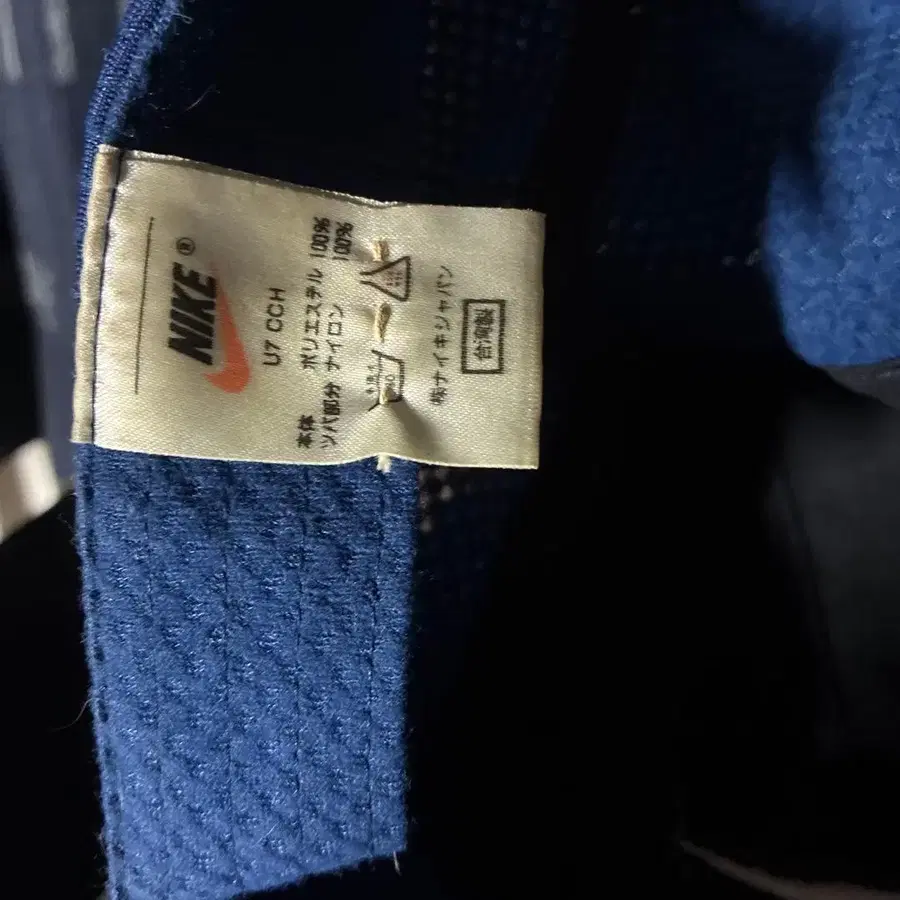 NIKE®
U7 CCH
本体 ポリエステル 100%
ツバ部分 ナイロン 100%
㈱ナイキジャパン
台湾製